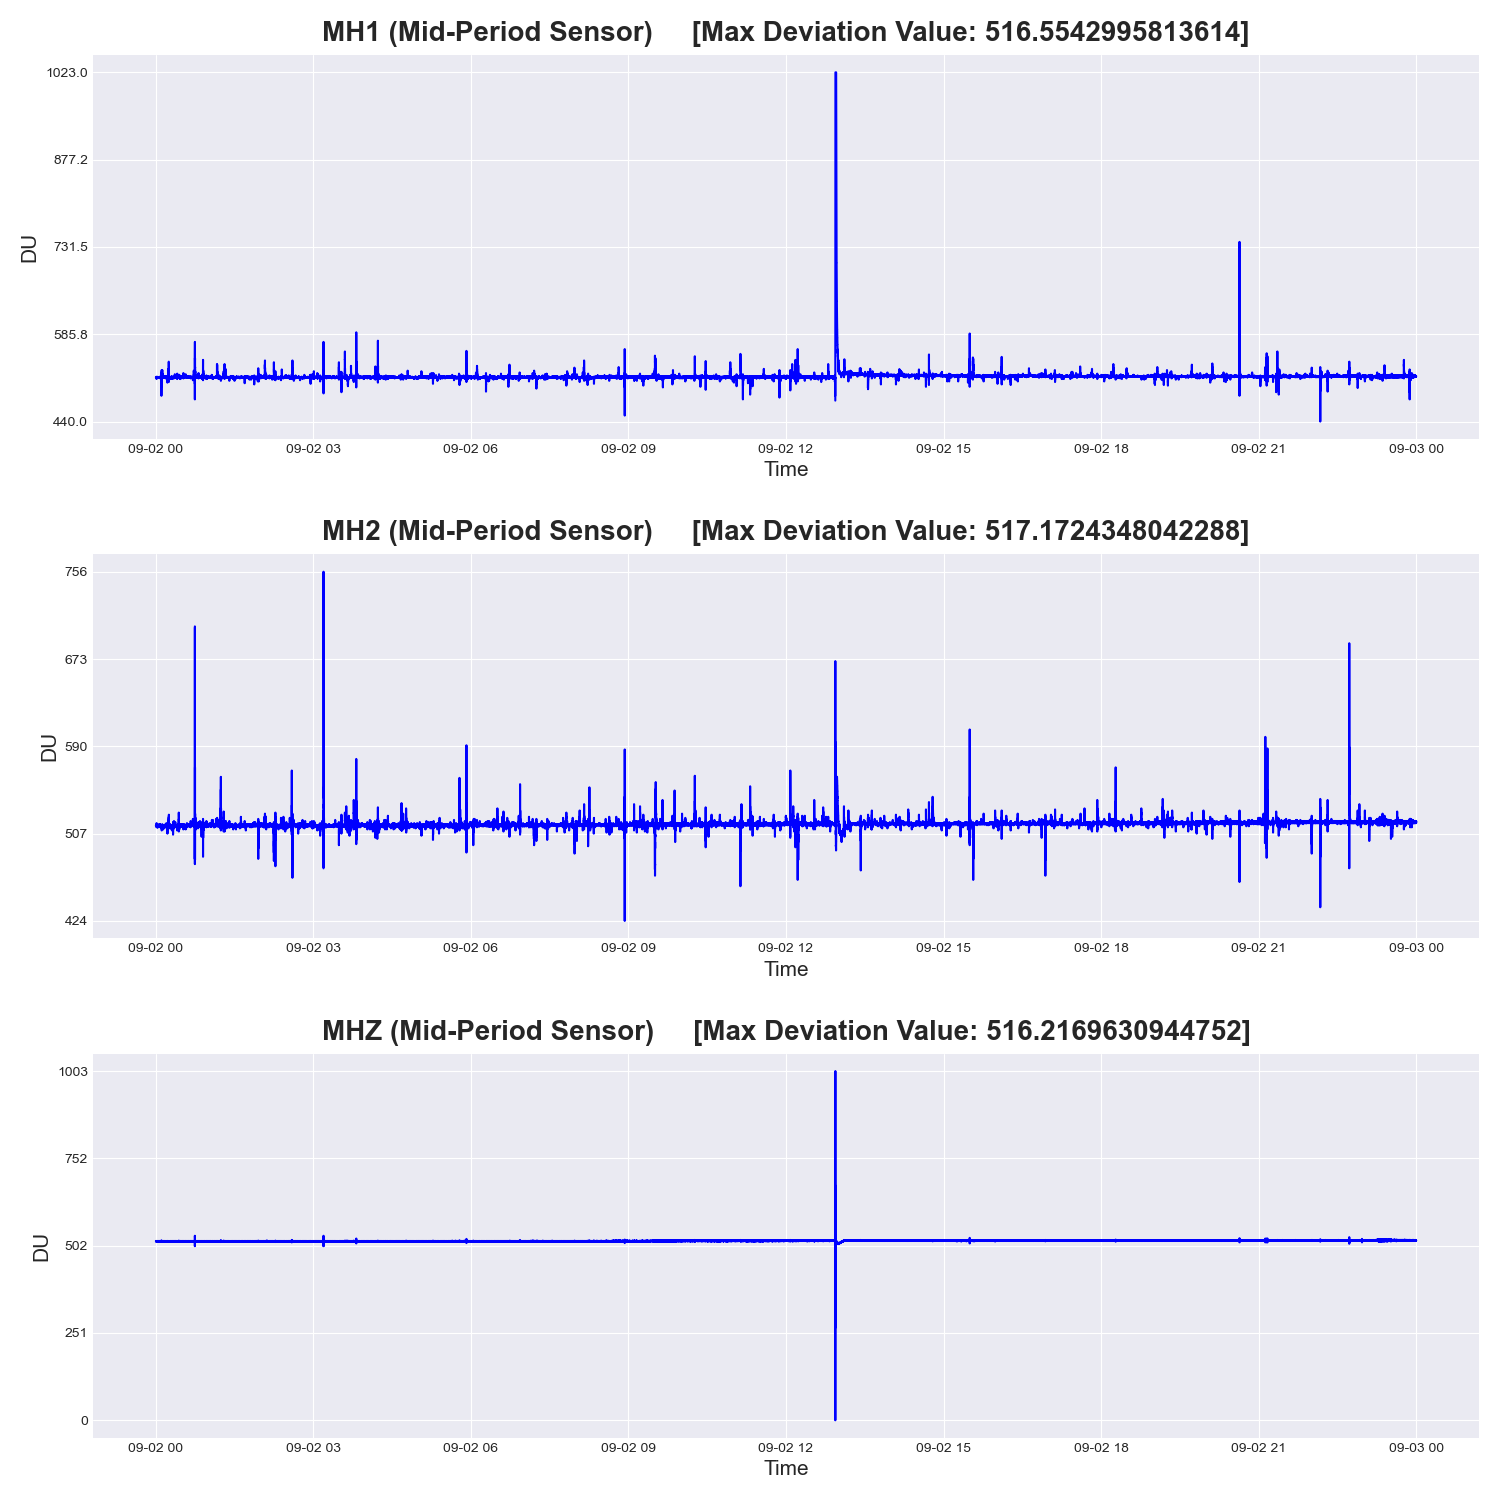 MH1 (Mid-Period Sensor) [Max Deviation Value: 516.5542995813614]
1023.0
877.2
731.5
585.8
440.0
DU
09-02 00 09-02 03 09-02 06 09-02 09 09-02 12 09-02 15 09-02 18 09-02 21 09-03 00
Time
MH2 (Mid-Period Sensor) [Max Deviation Value: 517.1724348042288]
756
673
590
507
424
DU
09-02 00 09-02 03 09-02 06 09-02 09 09-02 12 09-02 15 09-02 18 09-02 21 09-03 00
Time
MHZ (Mid-Period Sensor) [Max Deviation Value: 516.2169630944752]
1003
752
502
251
0
DU
09-02 00 09-02 03 09-02 06 09-02 09 09-02 12 09-02 15 09-02 18 09-02 21 09-03 00
Time